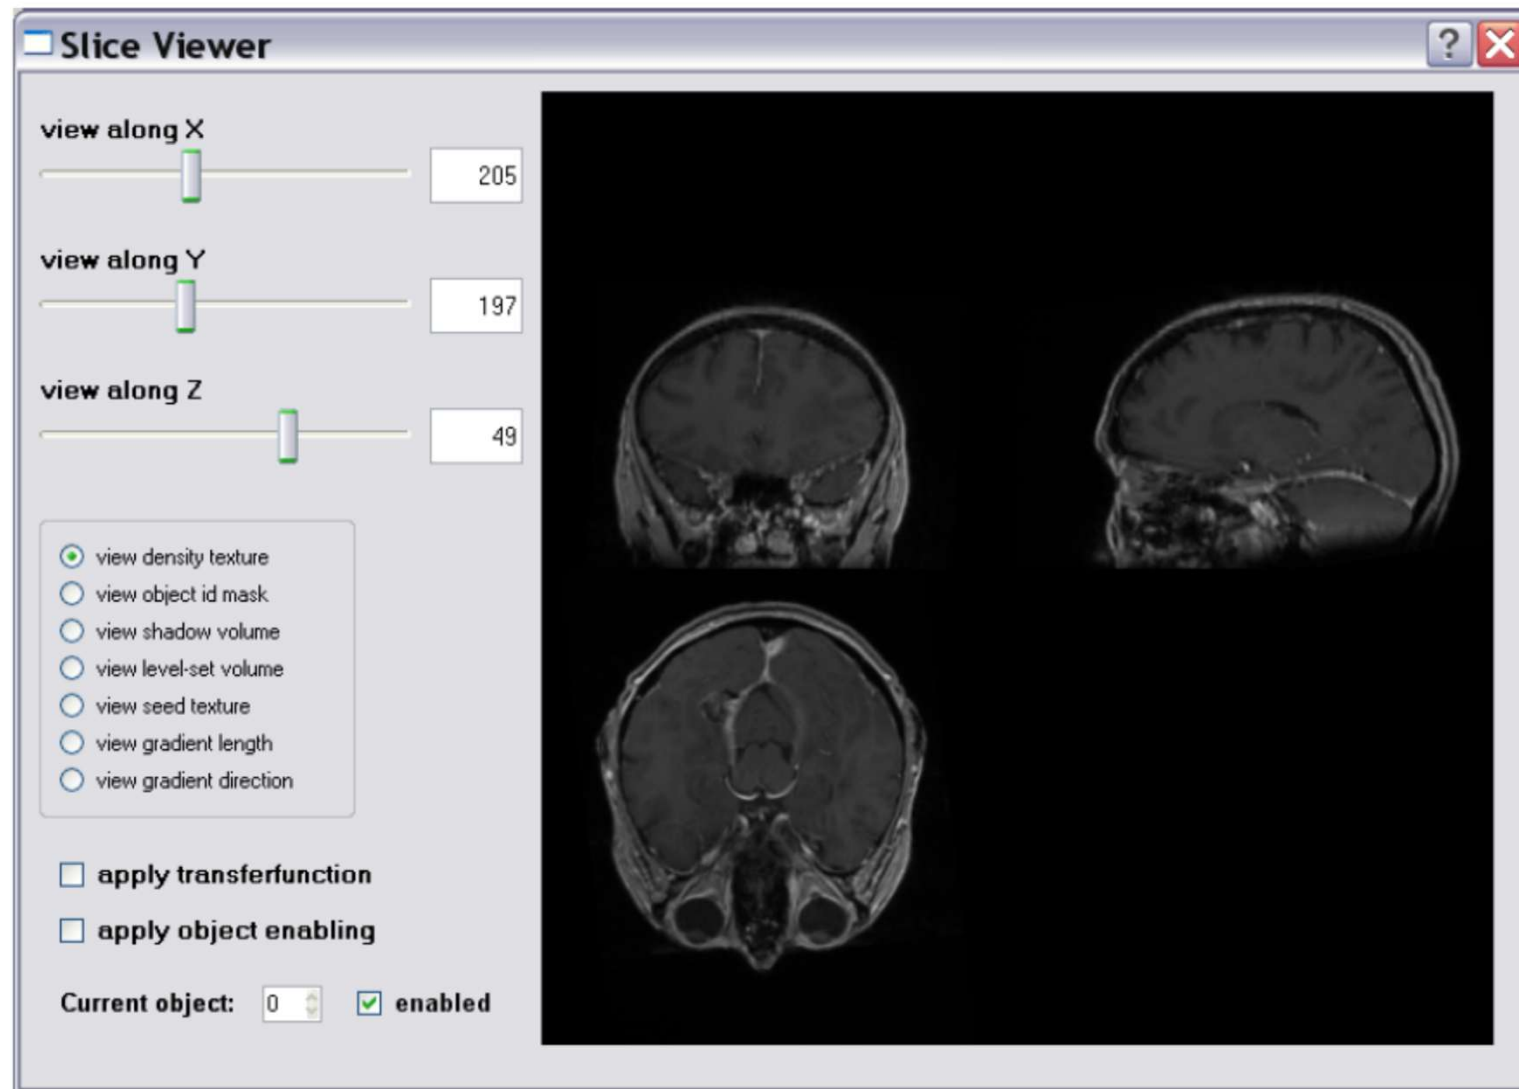 Slice Viewer
?
view along X
205
view along Y
197
view along Z
49
view density texture
view object id mask
view shadow volume
view level-set volume
view seed texture
view gradient length
view gradient direction
apply transferfunction
apply object enabling
Current object: 0 enabled